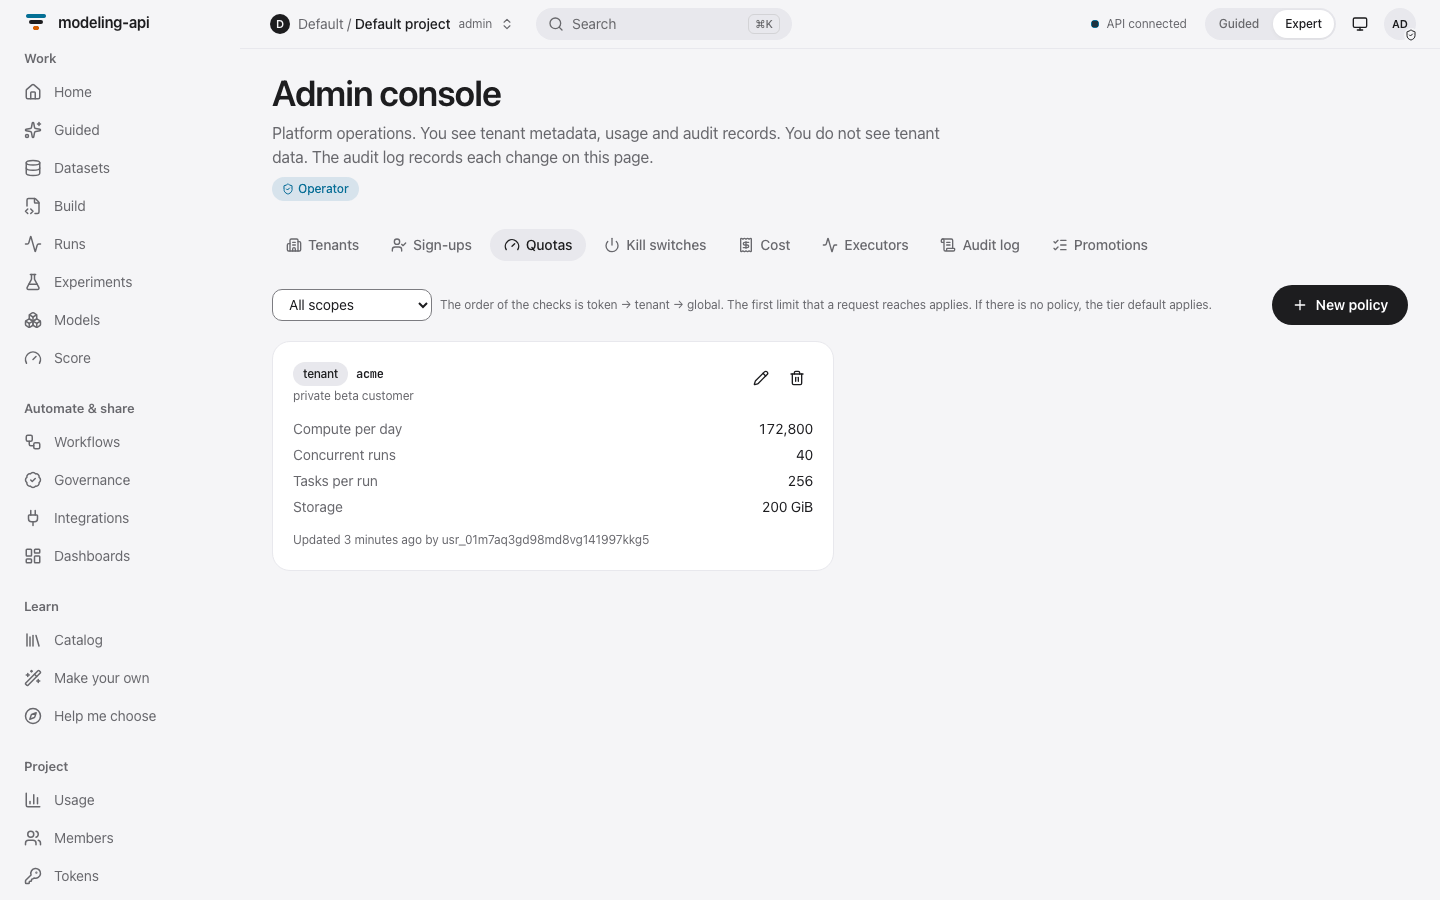 modeling-api
D Default / Default project admin
Search ⌘K
API connected
Guided Expert
AD
Work
Home
Guided
Datasets
Build
Runs
Experiments
Models
Score
Automate & share
Workflows
Governance
Integrations
Dashboards
Learn
Catalog
Make your own
Help me choose
Project
Usage
Members
Tokens
Admin console
Platform operations. You see tenant metadata, usage and audit records. You do not see tenant
data. The audit log records each change on this page.
Operator
Tenants Sign-ups Quotas Kill switches Cost Executors Audit log Promotions
All scopes The order of the checks is token → tenant → global. The first limit that a request reaches applies. If there is no policy, the tier default applies. New policy
tenant acme
private beta customer
Compute per day 172,800
Concurrent runs 40
Tasks per run 256
Storage 200 GiB
Updated 3 minutes ago by usr_01m7aq3gd98md8vg141997kkg5